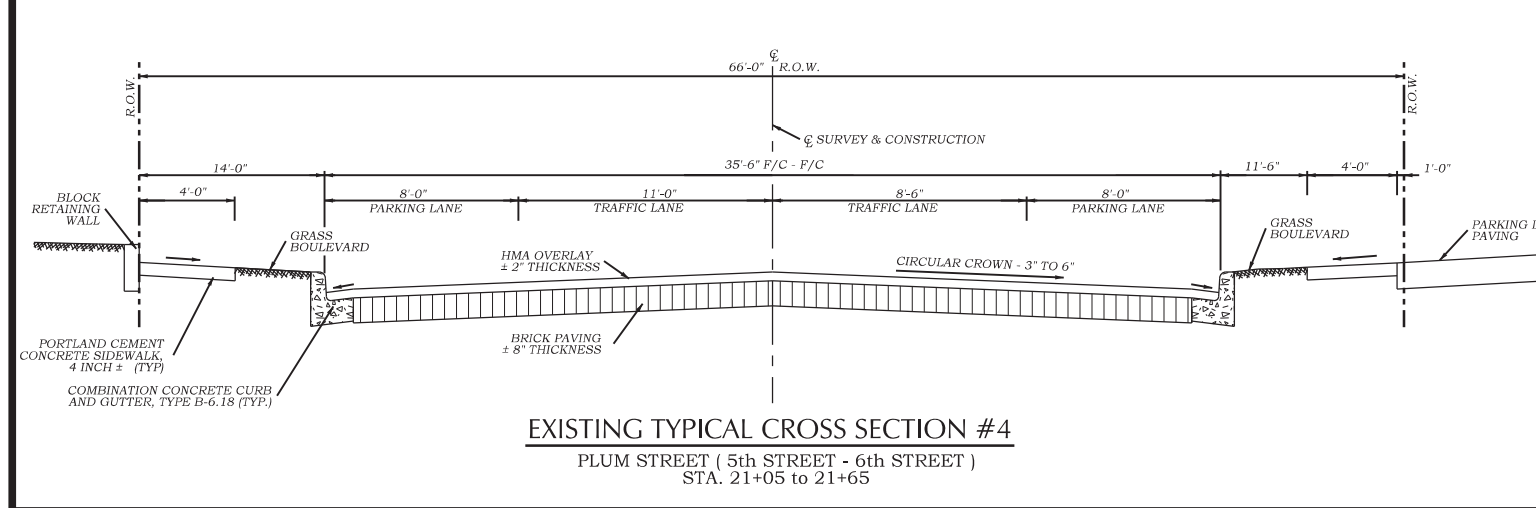 ℄
66'-0" R.O.W.
R.O.W.
R.O.W.
℄ SURVEY & CONSTRUCTION
14'-0"
35'-6" F/C - F/C
11'-6"
4'-0"
1'-0"
4'-0"
8'-0"
PARKING LANE
11'-0"
TRAFFIC LANE
8'-6"
TRAFFIC LANE
8'-0"
PARKING LANE
BLOCK
RETAINING
WALL
GRASS
BOULEVARD
HMA OVERLAY
± 2" THICKNESS
CIRCULAR CROWN - 3" TO 6"
GRASS
BOULEVARD
PARKING
PAVING
BRICK PAVING
± 8" THICKNESS
PORTLAND CEMENT
CONCRETE SIDEWALK,
4 INCH ± (TYP)
COMBINATION CONCRETE CURB
AND GUTTER, TYPE B-6.18 (TYP.)
EXISTING TYPICAL CROSS SECTION #4
PLUM STREET ( 5th STREET - 6th STREET )
STA. 21+05 to 21+65